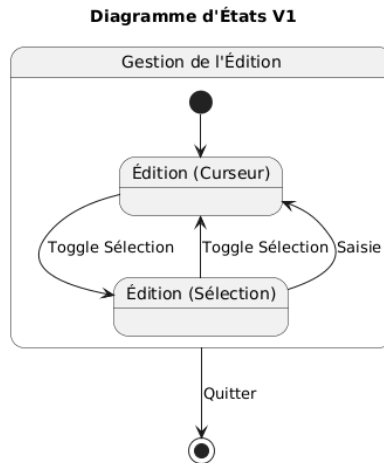 Diagramme d'États V1
Gestion de l'Édition
Édition (Curseur)
Toggle Sélection
Toggle Sélection
Saisie
Édition (Sélection)
Quitter